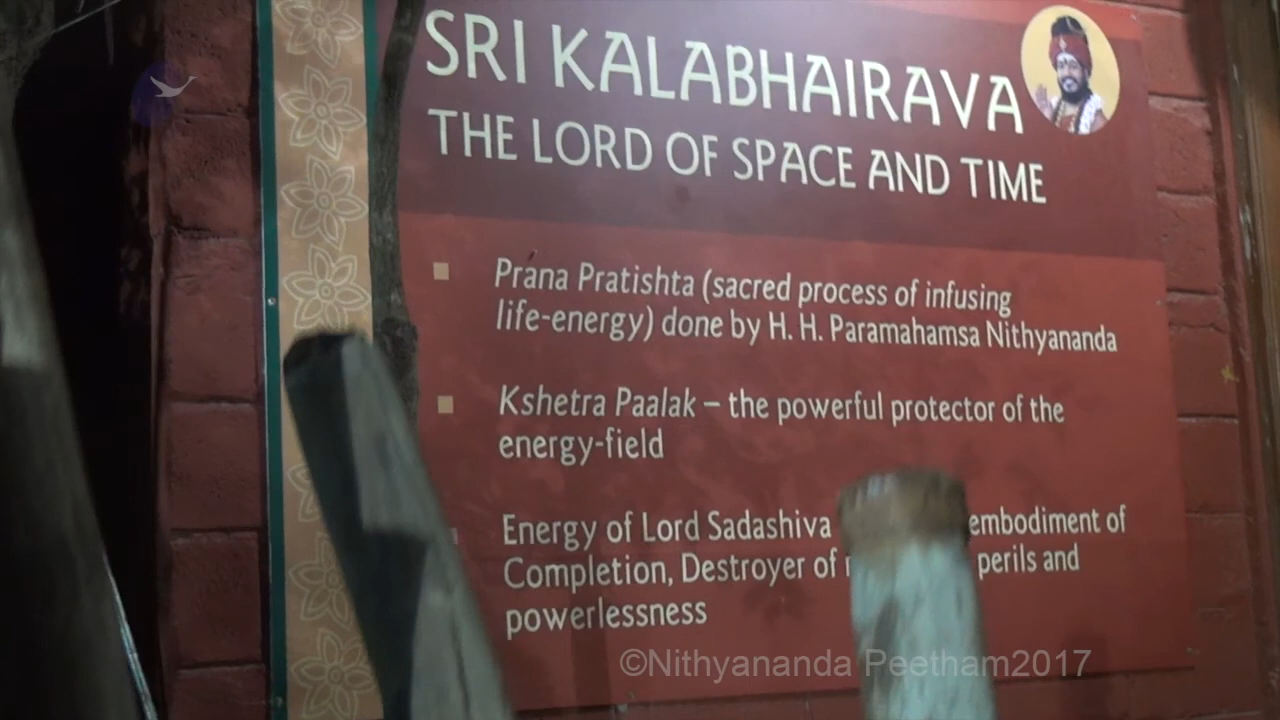 SRI KALABHAIRAVA
THE LORD OF SPACE AND TIME
Prana Pratishta (sacred process of infusing
life-energy) done by H. H. Paramahamsa Nithyananda
Kshetra Paalak – the powerful protector of the
energy-field
Energy of Lord Sadashiva embodiment of
Completion, Destroyer of perils and
powerlessness
©Nithyananda Peetham2017